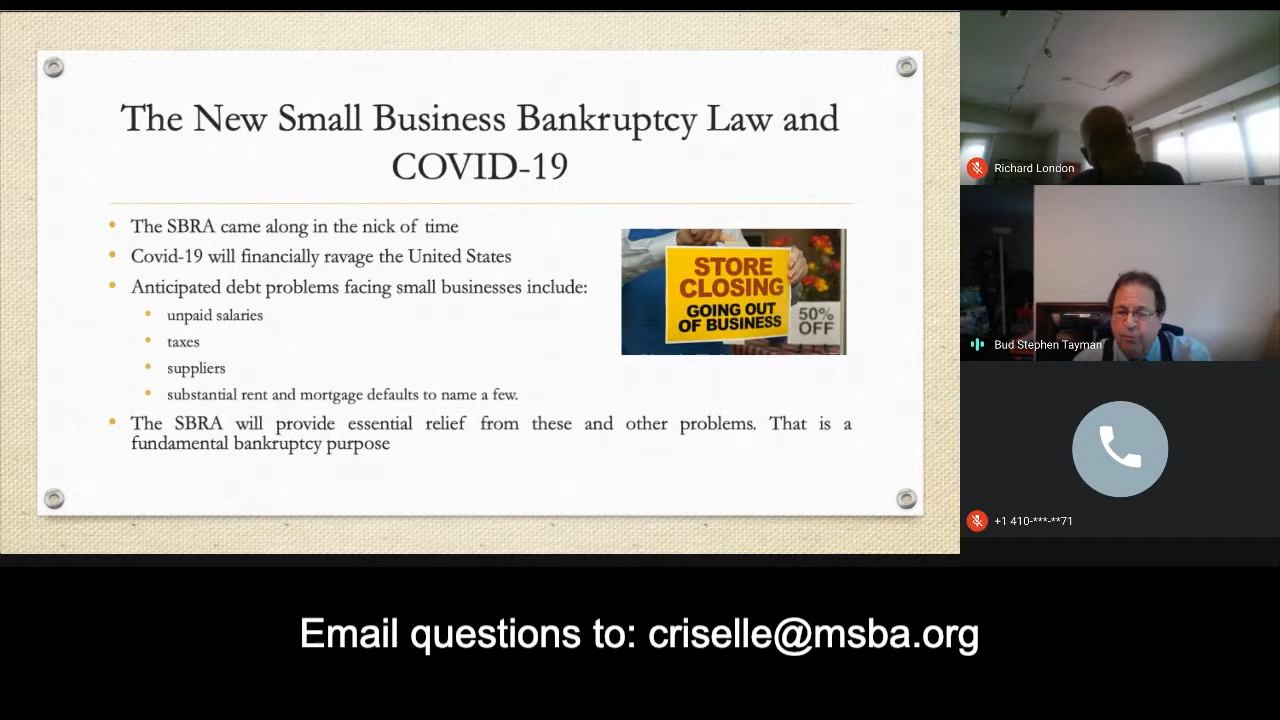 The New Small Business Bankruptcy Law and
COVID-19
• The SBRA came along in the nick of time
• Covid-19 will financially ravage the United States
• Anticipated debt problems facing small businesses include:
• unpaid salaries
• taxes
• suppliers
• substantial rent and mortgage defaults to name a few.
• The SBRA will provide essential relief from these and other problems. That is a
fundamental bankruptcy purpose
STORE
CLOSING
GOING OUT
OF BUSINESS
50%
OFF
Richard London
Bud Stephen Tayman
+1 410-***-**71
Email questions to: criselle@msba.org